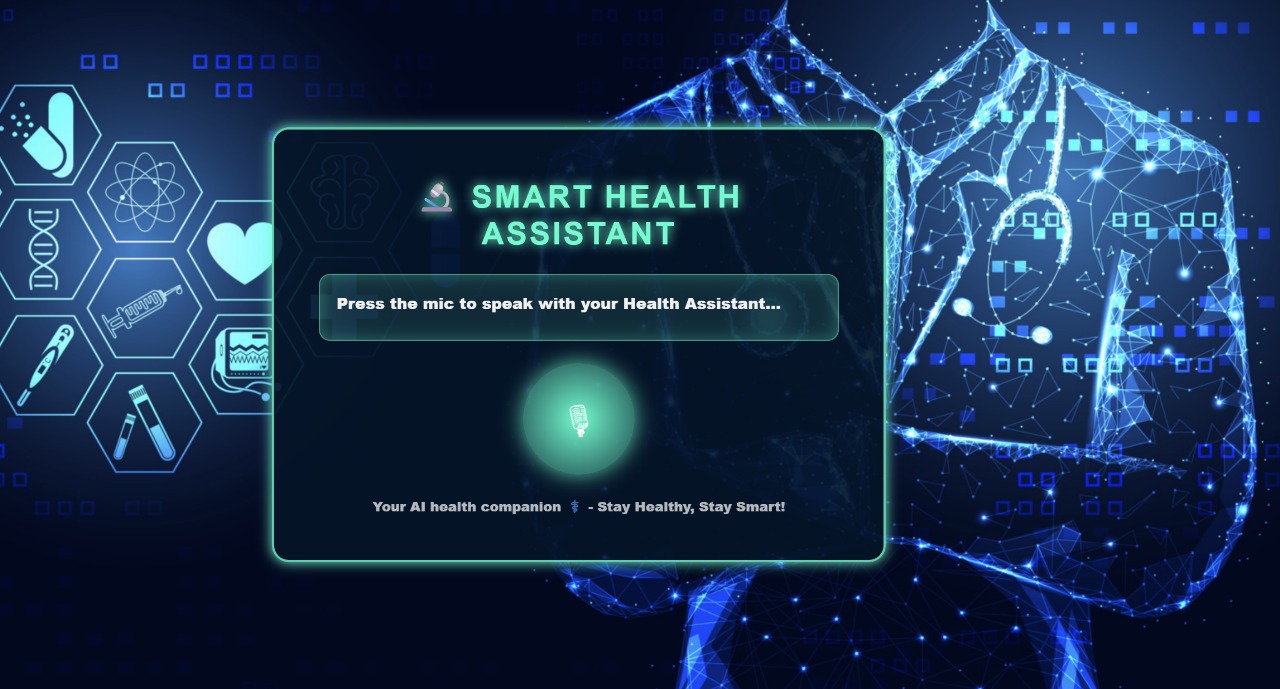 🔬 SMART HEALTH
ASSISTANT
Press the mic to speak with your Health Assistant...
Your AI health companion ⚕ - Stay Healthy, Stay Smart!